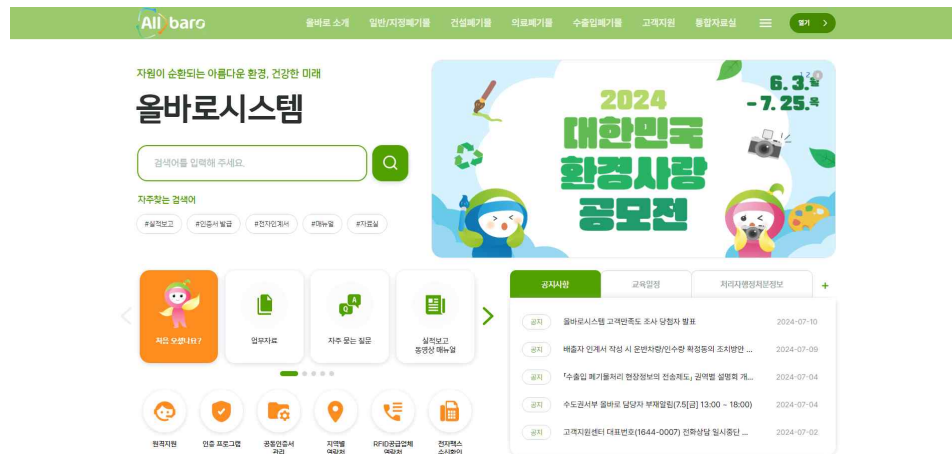 Allbaro
올바로 소개 일반/지정폐기물 건설폐기물 의료폐기물 수출입폐기물 고객지원 통합자료실 열기
자원이 순환되는 아름다운 환경, 건강한 미래
올바로시스템
검색어를 입력해 주세요.
자주찾는 검색어
#실적보고 #인증서 발급 #전자인계서 #매뉴얼 #자료실
2024
대한민국
환경사랑
공모전
6. 3.월
- 7. 25.목
처음 오셨나요?
업무자료
자주 묻는 질문
실적보고
동영상 매뉴얼
원격지원
인증 프로그램
공동인증서
관리
지역별
연락처
RFID공급업체
연락처
전자팩스
수신확인
공지사항 교육일정 처리자행정처분정보 +
공지 올바로시스템 고객만족도 조사 당첨자 발표 2024-07-10
공지 배출자 인계서 작성 시 운반차량/인수량 확정동의 조치방안 ... 2024-07-09
공지 「수출입 폐기물처리 현장정보의 전송제도」 권역별 설명회 개... 2024-07-04
공지 수도권서부 올바로 담당자 부재알림(7.5[금] 13:00 ~ 18:00) 2024-07-04
공지 고객지원센터 대표번호(1644-0007) 전화상담 일시중단 ... 2024-07-02